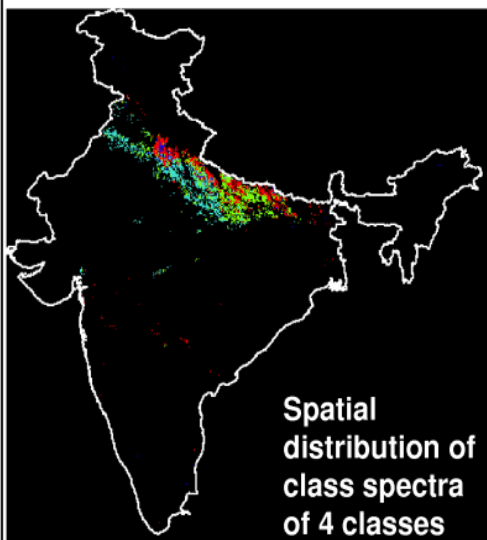 Spatial
distribution of
class spectra
of 4 classes